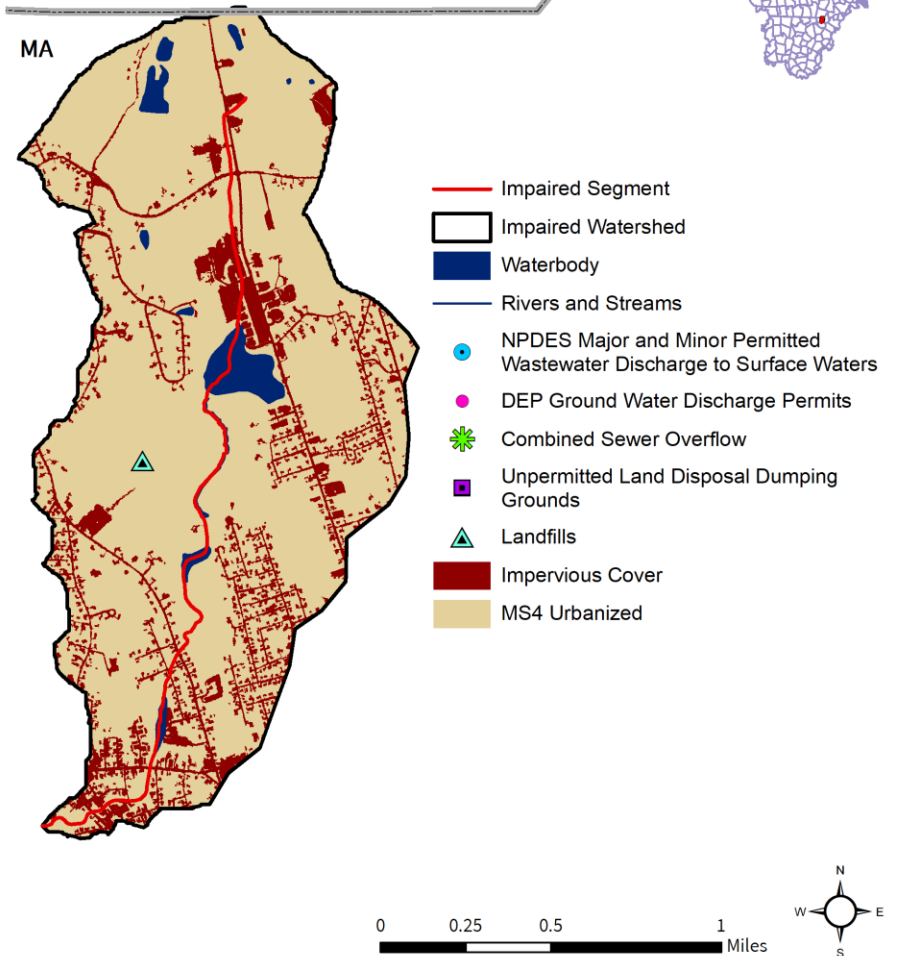 MA
Impaired Segment
Impaired Watershed
Waterbody
Rivers and Streams
NPDES Major and Minor Permitted
Wastewater Discharge to Surface Waters
DEP Ground Water Discharge Permits
Combined Sewer Overflow
Unpermitted Land Disposal Dumping
Grounds
Landfills
Impervious Cover
MS4 Urbanized
N
W E
S
0 0.25 0.5 1
Miles